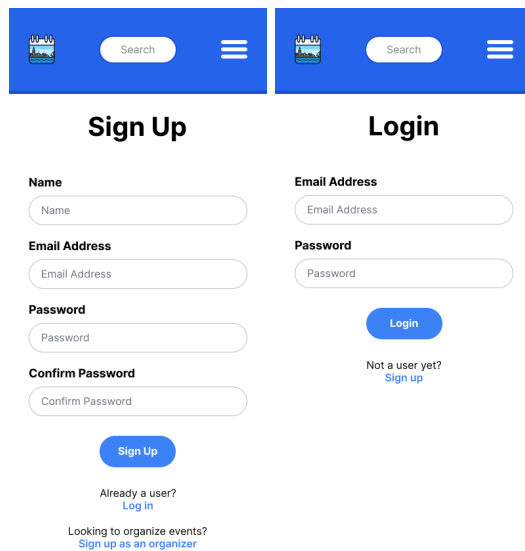 Search
Sign Up
Name
Name
Email Address
Email Address
Password
Password
Confirm Password
Confirm Password
Sign Up
Already a user?
Log in
Looking to organize events?
Sign up as an organizer
Search
Login
Email Address
Email Address
Password
Password
Login
Not a user yet?
Sign up